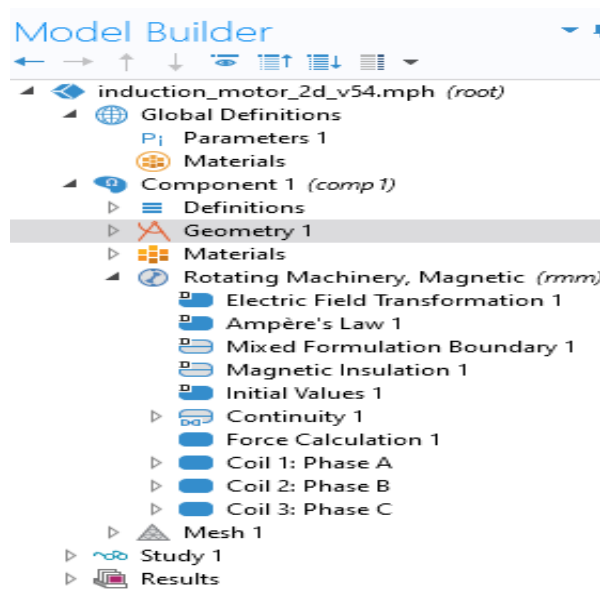 Model Builder
induction_motor_2d_v54.mph (root)
Global Definitions
Pi Parameters 1
Materials
Component 1 (comp1)
Definitions
Geometry 1
Materials
Rotating Machinery, Magnetic (rmm)
Electric Field Transformation 1
Ampère's Law 1
Mixed Formulation Boundary 1
Magnetic Insulation 1
Initial Values 1
Continuity 1
Force Calculation 1
Coil 1: Phase A
Coil 2: Phase B
Coil 3: Phase C
Mesh 1
Study 1
Results